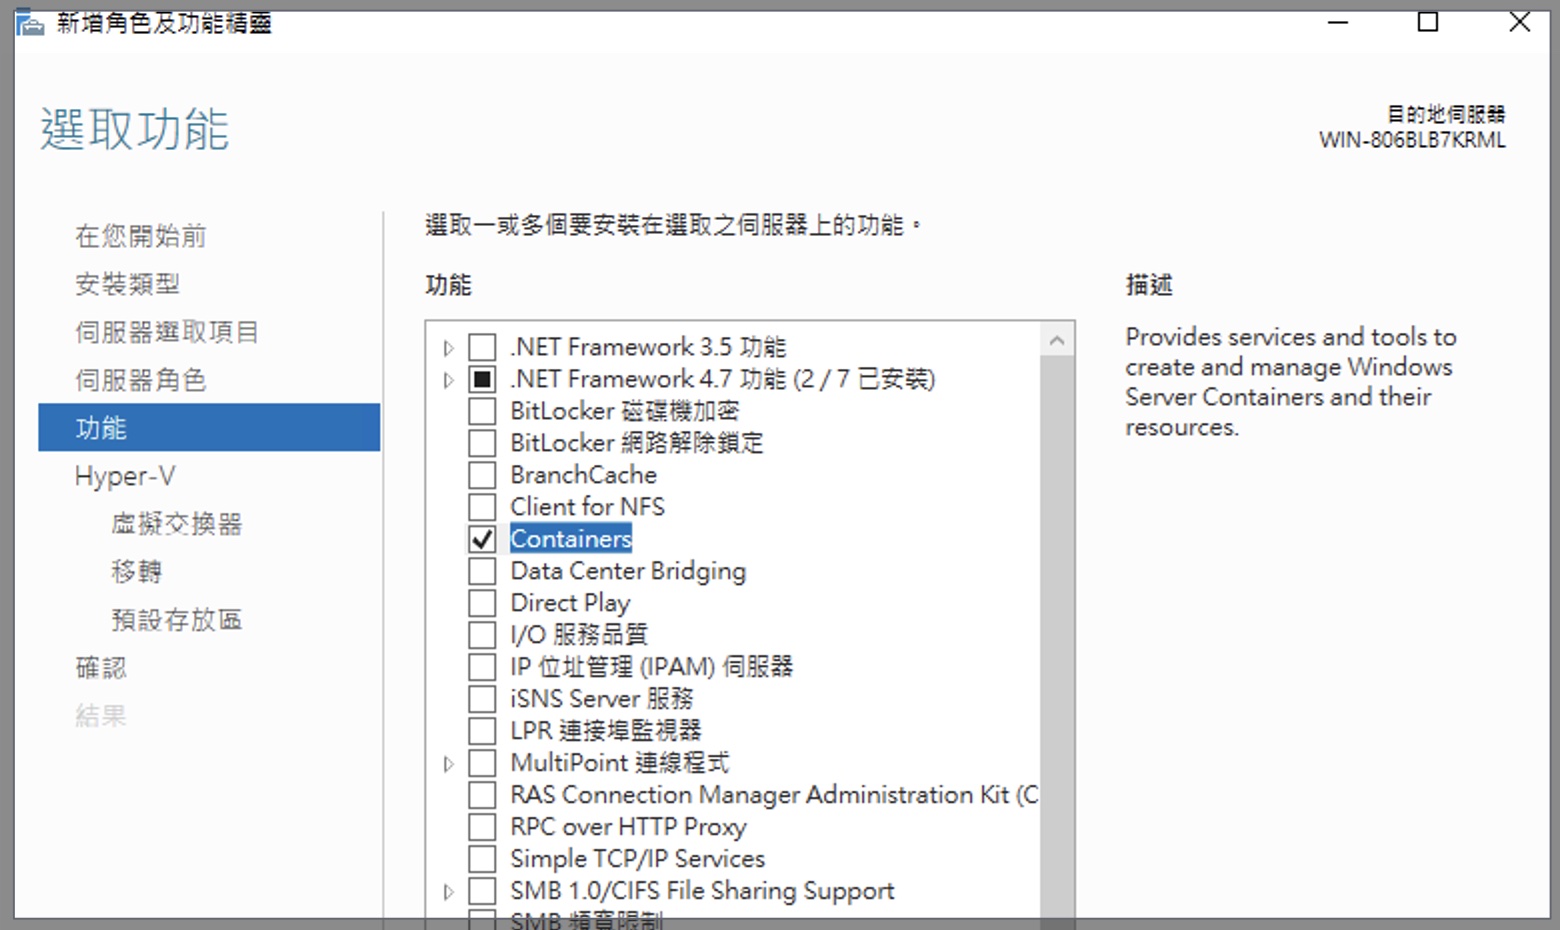 新增角色及功能精靈
選取功能
目的地伺服器
WIN-806BLB7KRML
在您開始前
安裝類型
伺服器選取項目
伺服器角色
功能
Hyper-V
虛擬交換器
移轉
預設存放區
確認
結果
選取一或多個要安裝在選取之伺服器上的功能。
功能
.NET Framework 3.5 功能
.NET Framework 4.7 功能 (2 / 7 已安裝)
BitLocker 磁碟機加密
BitLocker 網路解除鎖定
BranchCache
Client for NFS
Containers
Data Center Bridging
Direct Play
I/O 服務品質
IP 位址管理 (IPAM) 伺服器
iSNS Server 服務
LPR 連接埠監視器
MultiPoint 連線程式
RAS Connection Manager Administration Kit (C
RPC over HTTP Proxy
Simple TCP/IP Services
SMB 1.0/CIFS File Sharing Support
SMB 頻寬限制
描述
Provides services and tools to
create and manage Windows
Server Containers and their
resources.